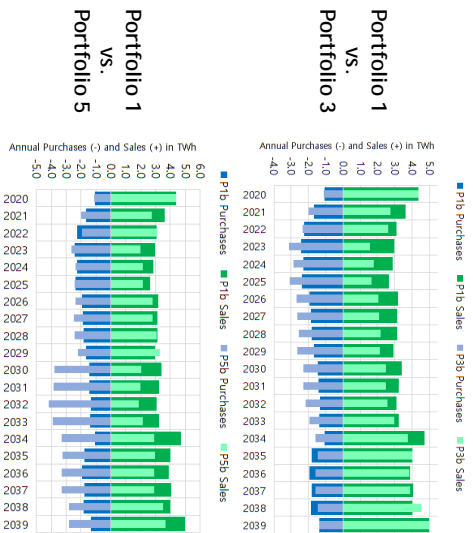 Portfolio 1
vs.
Portfolio 3
Annual Purchases (-) and Sales (+) in TWh
-4.0 -3.0 -2.0 -1.0 0.0 1.0 2.0 3.0 4.0 5.0
2020
2021
2022
2023
2024
2025
2026
2027
2028
2029
2030
2031
2032
2033
2034
2035
2036
2037
2038
2039
P1b Purchases
P1b Sales
P3b Purchases
P3b Sales
Portfolio 1
vs.
Portfolio 5
Annual Purchases (-) and Sales (+) in TWh
-5.0 -4.0 -3.0 -2.0 -1.0 0.0 1.0 2.0 3.0 4.0 5.0 6.0
2020
2021
2022
2023
2024
2025
2026
2027
2028
2029
2030
2031
2032
2033
2034
2035
2036
2037
2038
2039
P1b Purchases
P1b Sales
P5b Purchases
P5b Sales